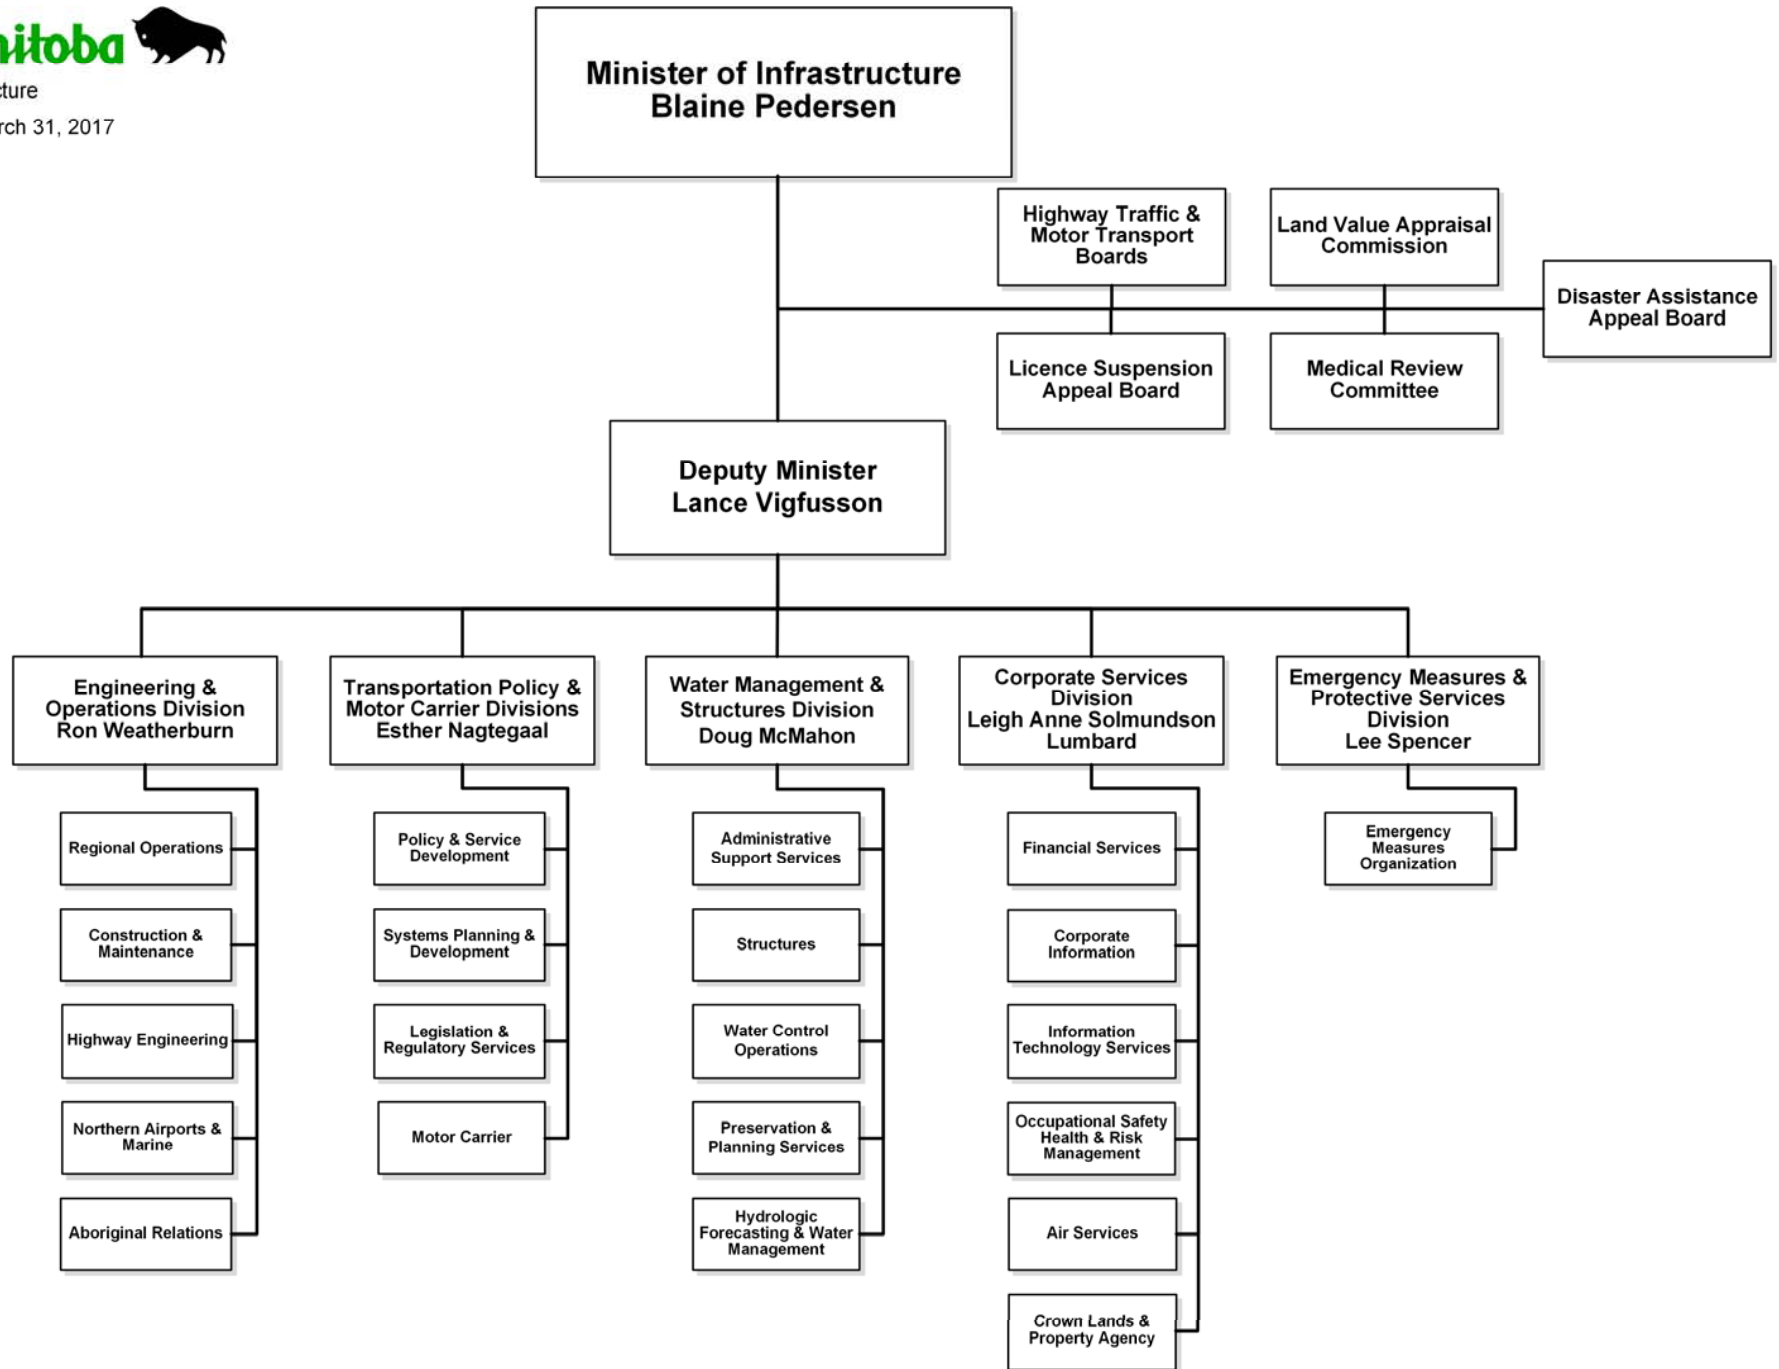 nitoba
cture
rch 31, 2017
Minister of Infrastructure
Blaine Pedersen
Highway Traffic &
Motor Transport
Boards
Land Value Appraisal
Commission
Disaster Assistance
Appeal Board
Licence Suspension
Appeal Board
Medical Review
Committee
Deputy Minister
Lance Vigfusson
Engineering &
Operations Division
Ron Weatherburn
Transportation Policy &
Motor Carrier Divisions
Esther Nagtegaal
Water Management &
Structures Division
Doug McMahon
Corporate Services
Division
Leigh Anne Solmundson
Lumbard
Emergency Measures &
Protective Services
Division
Lee Spencer
Regional Operations
Construction &
Maintenance
Highway Engineering
Northern Airports &
Marine
Aboriginal Relations
Policy & Service
Development
Systems Planning &
Development
Legislation &
Regulatory Services
Motor Carrier
Administrative
Support Services
Structures
Water Control
Operations
Preservation &
Planning Services
Hydrologic
Forecasting & Water
Management
Financial Services
Corporate
Information
Information
Technology Services
Occupational Safety
Health & Risk
Management
Air Services
Crown Lands &
Property Agency
Emergency
Measures
Organization